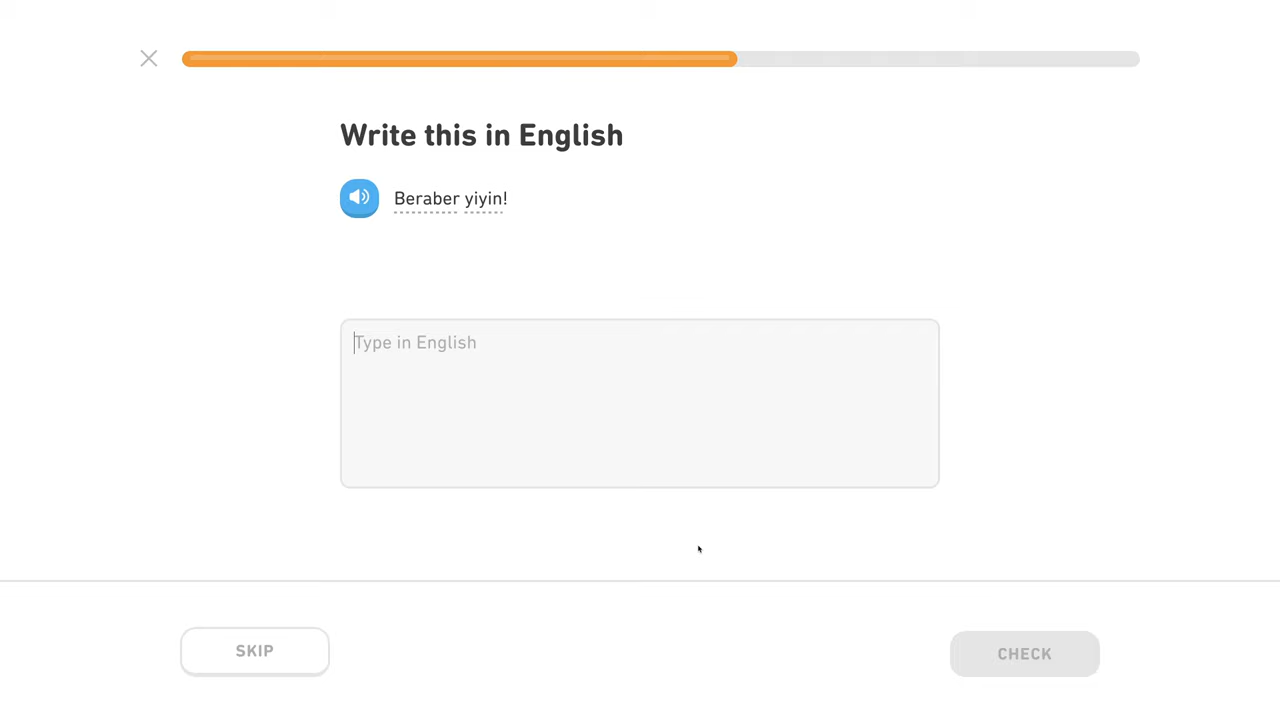 Write this in English
Beraber yiyin!
Type in English
SKIP
CHECK